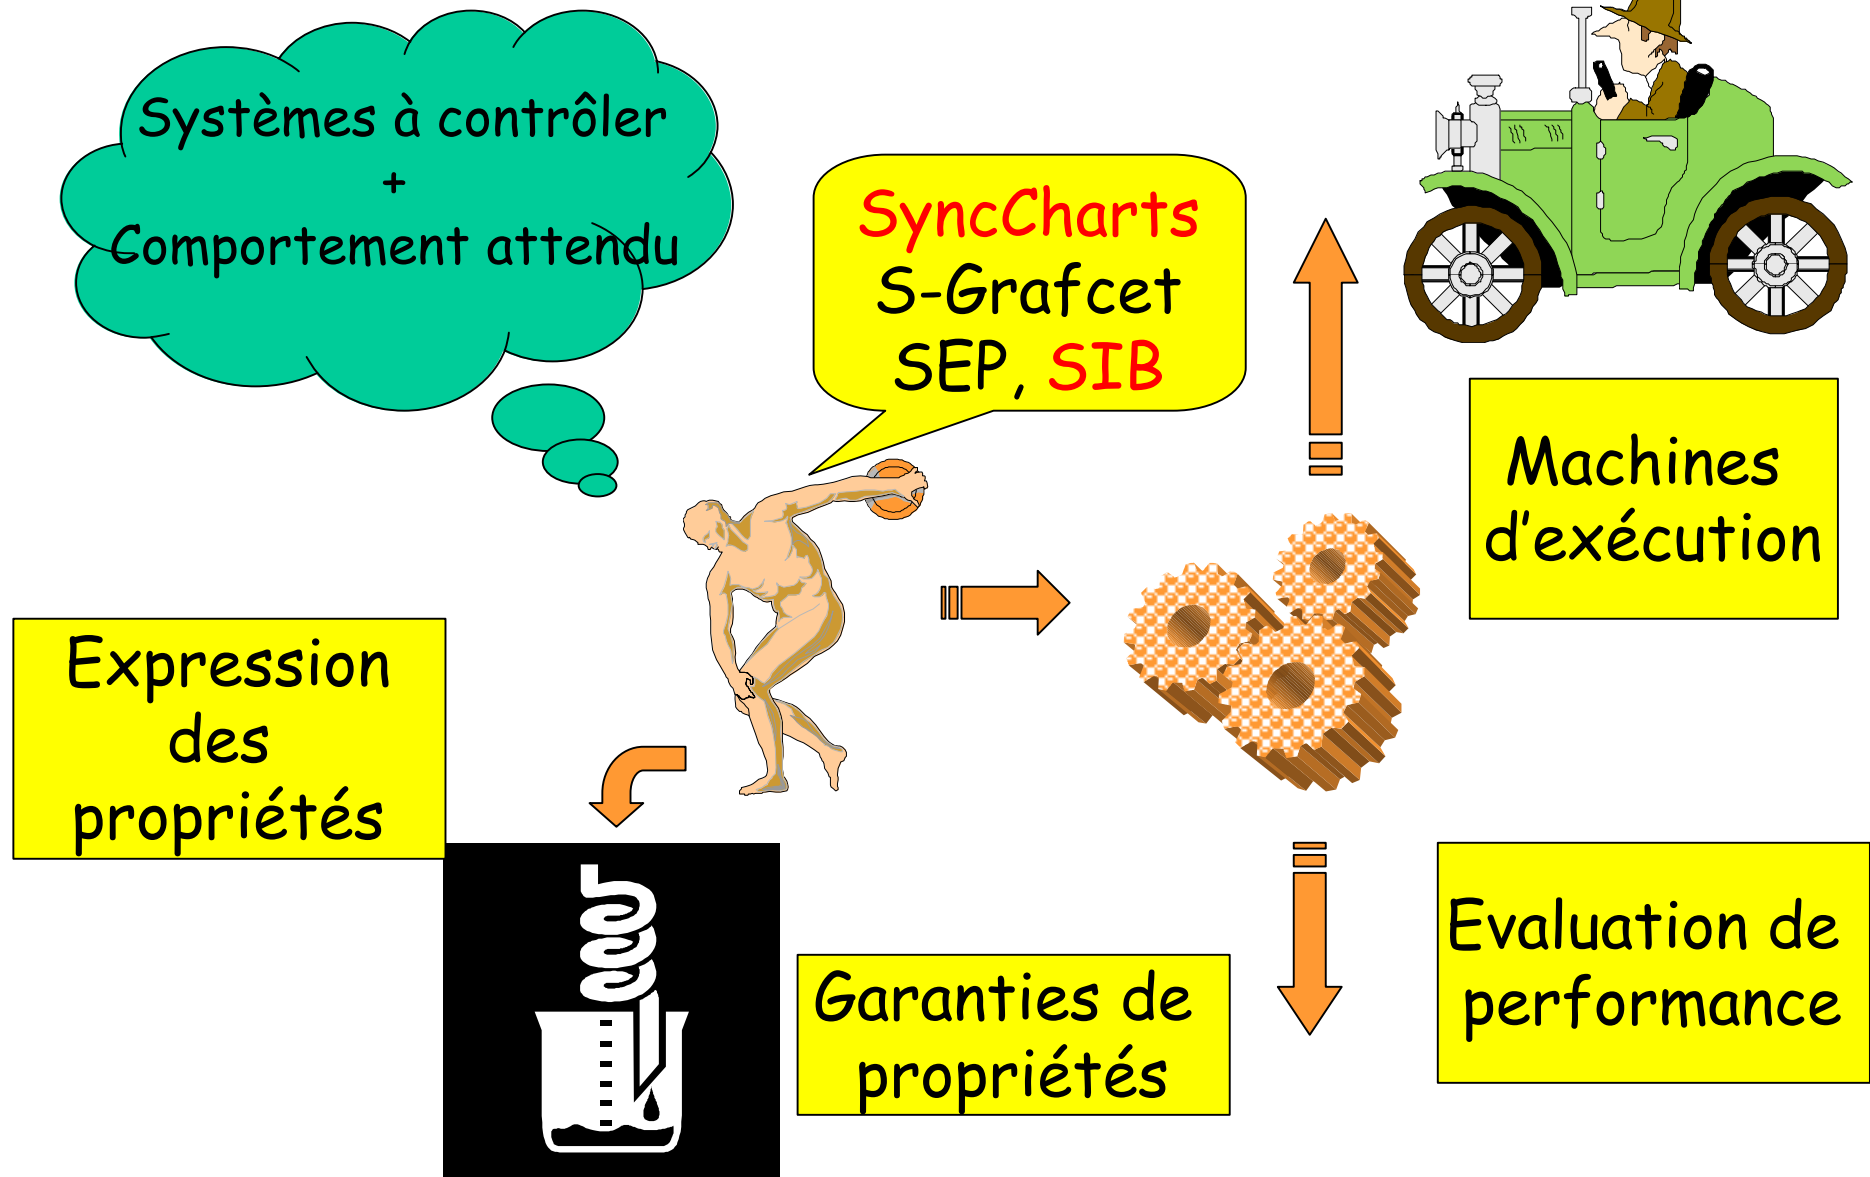 Systèmes à contrôler
+
Comportement attendu
SyncCharts
S-Grafcet
SEP, SIB
Machines
d'exécution
Expression
des
propriétés
Garanties de
propriétés
Evaluation de
performance